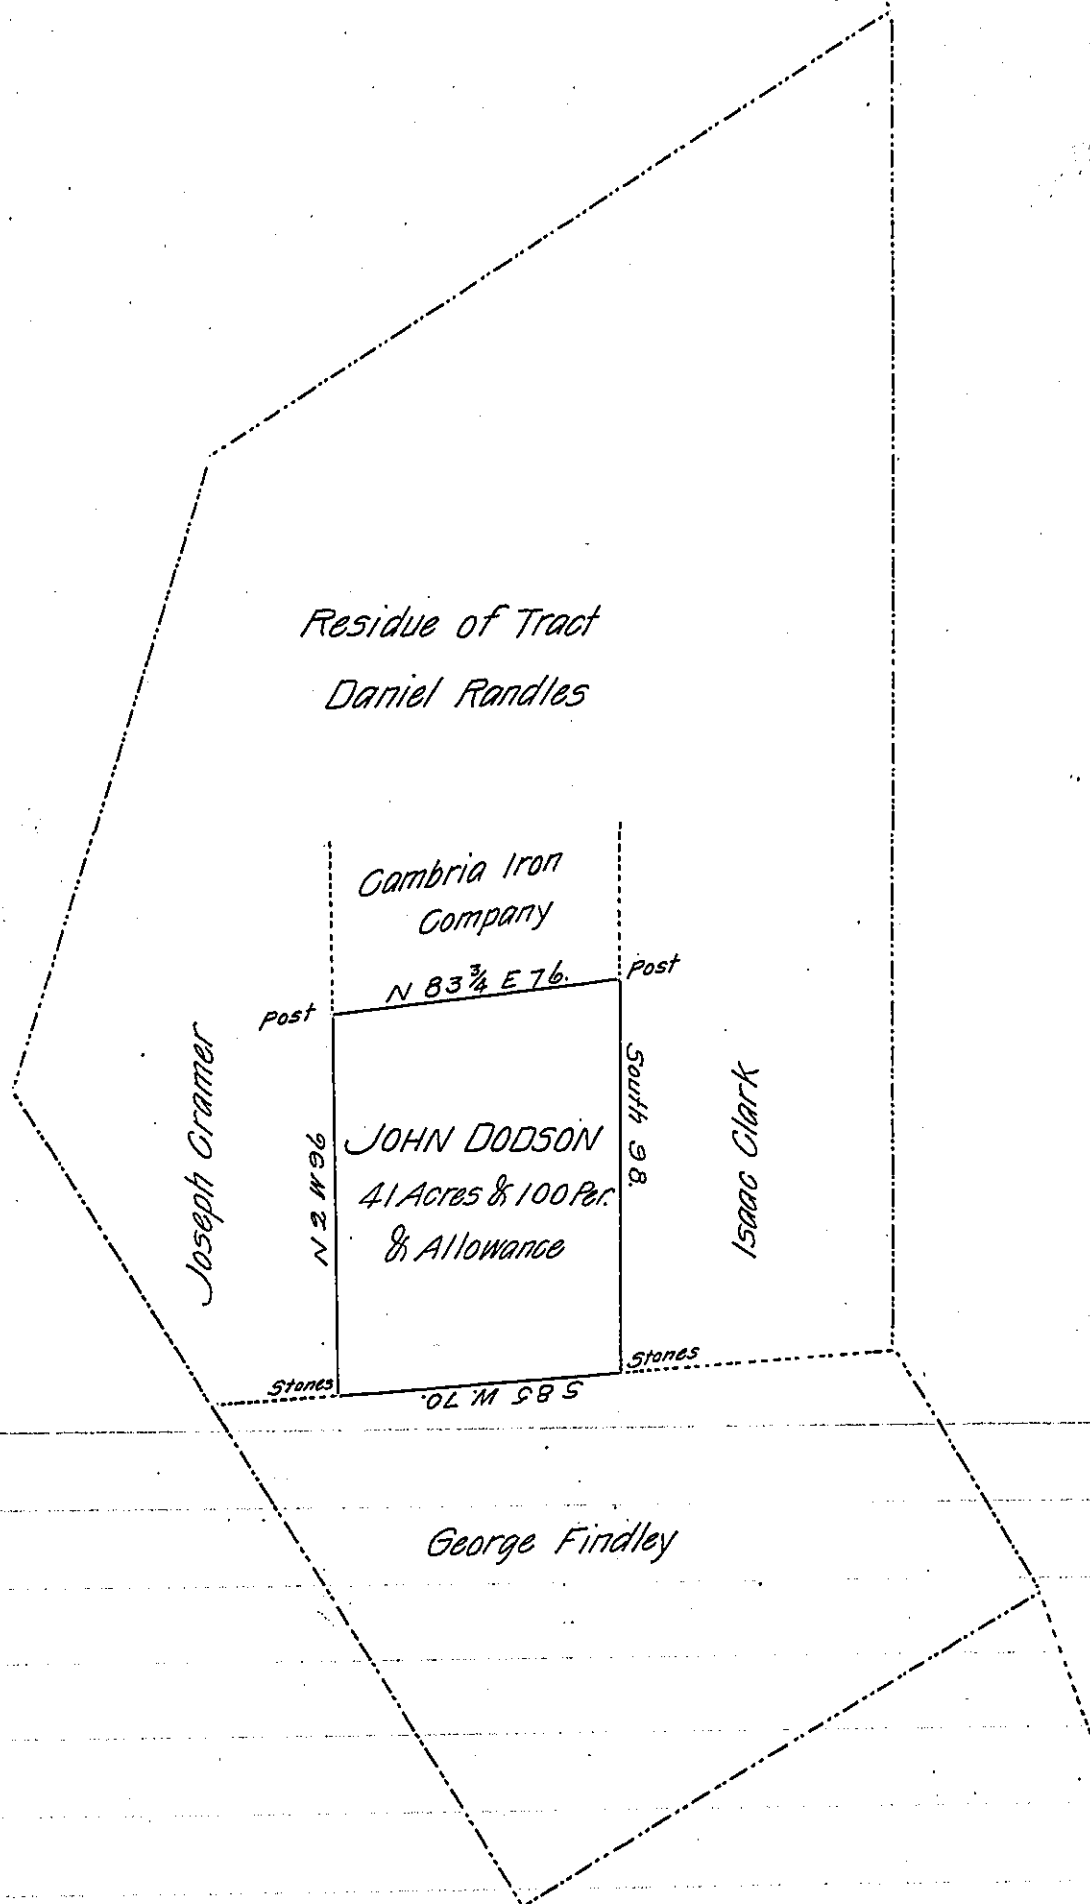 Residue of Tract
Daniel Randles
Cambria Iron
Company
N 83¾ E 76.
Post
Post
Joseph Cramer
N 2 W 96
JOHN DODSON
41 Acres & 100 Per.
& Allowance
South 98.
Isaac Clark
Stones
Stones
S 85 W. 70.
George Findley